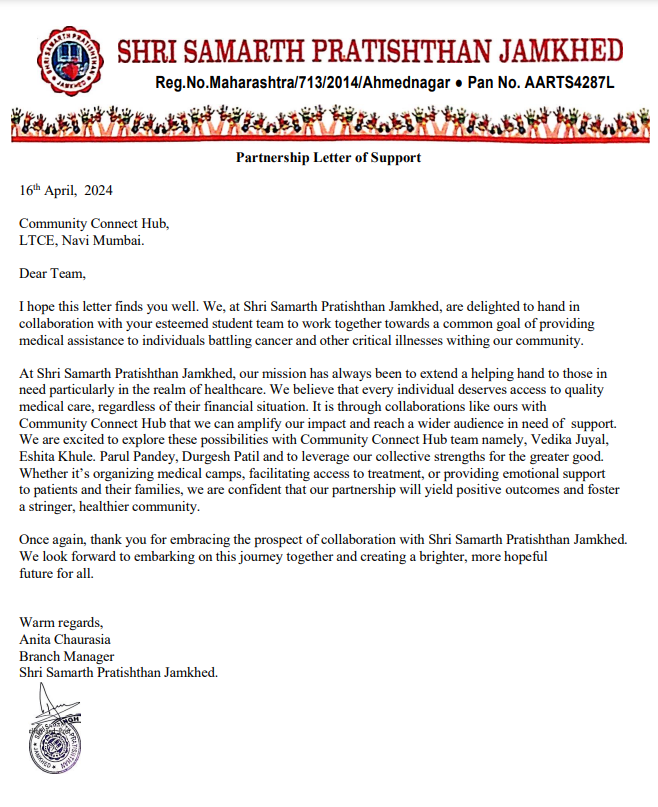 SHRI SAMARTH PRATISHTHAN JAMKHED
Reg.No.Maharashtra/713/2014/Ahmednagar ● Pan No. AARTS4287L
Partnership Letter of Support
16th April, 2024
Community Connect Hub,
LTCE, Navi Mumbai.
Dear Team,
I hope this letter finds you well. We, at Shri Samarth Pratishthan Jamkhed, are delighted to hand in
collaboration with your esteemed student team to work together towards a common goal of providing
medical assistance to individuals battling cancer and other critical illnesses withing our community.
At Shri Samarth Pratishthan Jamkhed, our mission has always been to extend a helping hand to those in
need particularly in the realm of healthcare. We believe that every individual deserves access to quality
medical care, regardless of their financial situation. It is through collaborations like ours with
Community Connect Hub that we can amplify our impact and reach a wider audience in need of support.
We are excited to explore these possibilities with Community Connect Hub team namely, Vedika Juyal,
Eshita Khule. Parul Pandey, Durgesh Patil and to leverage our collective strengths for the greater good.
Whether it’s organizing medical camps, facilitating access to treatment, or providing emotional support
to patients and their families, we are confident that our partnership will yield positive outcomes and foster
a stringer, healthier community.
Once again, thank you for embracing the prospect of collaboration with Shri Samarth Pratishthan Jamkhed.
We look forward to embarking on this journey together and creating a brighter, more hopeful
future for all.
Warm regards,
Anita Chaurasia
Branch Manager
Shri Samarth Pratishthan Jamkhed.